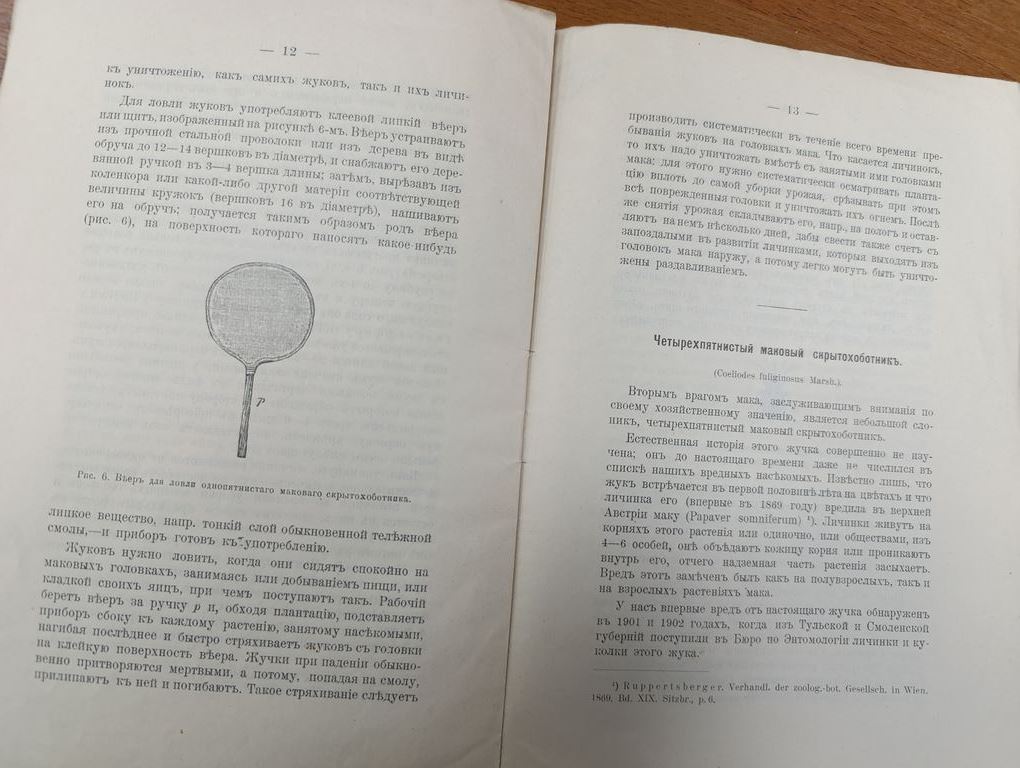 — 12 —
къ уничтоженію, какъ самихъ жуковъ, такъ и ихъ личи-
нокъ.
Для ловли жуковъ употребляютъ клеевой липкій вѣеръ
или щитъ, изображенный на рисункѣ 6-мъ. Вѣеръ устраиваютъ
изъ прочной стальной проволоки или изъ дерева въ видѣ
обруча до 12—14 вершковъ въ діаметрѣ, и снабжаютъ его дере-
вянной ручкой въ 3—4 вершка длины; затѣмъ, вырѣзавъ изъ
коленкора или какой-либо другой матеріи соотвѣтствующей
величины кружокъ (вершковъ 16 въ діаметрѣ), нашиваютъ
его на обручъ; получается такимъ образомъ родъ вѣера
(рис. 6), на поверхность котораго наносятъ какое-нибудь
р
Рис. 6. Вѣеръ для ловли однопятнистаго маковаго скрытохоботника.
липкое вещество, напр. тонкій слой обыкновенной телѣжной
смолы,—и приборъ готовъ къ употребленію.
Жуковъ нужно ловить, когда они сидятъ спокойно на
маковыхъ головкахъ, занимаясь или добываніемъ пищи, или
кладкой своихъ яицъ, при чемъ поступаютъ такъ. Рабочій
беретъ вѣеръ за ручку р и, обходя плантацію, подставляетъ
приборъ сбоку къ каждому растенію, занятому насѣкомыми,
нагибая послѣднее и быстро стряхиваетъ жуковъ съ головки
на клейкую поверхность вѣера. Жучки при паденіи обыкно-
венно притворяются мертвыми, а потому, попадая на смолу,
прилипаютъ къ ней и погибаютъ. Такое стряхиваніе слѣдуетъ
— 13 —
производить систематически въ теченіе всего времени пре-
быванія жуковъ на головкахъ мака. Что касается личинокъ,
то ихъ надо уничтожать вмѣстѣ съ занятыми ими головками
мака; для этого нужно систематически осматривать планта-
цію вплоть до самой уборки урожая, срѣзывать при этомъ
всѣ поврежденныя головки и уничтожать ихъ огнемъ. Послѣ
же снятія урожая складываютъ его, напр., на пологъ и остав-
ляютъ на немъ нѣсколько дней, дабы свести также счетъ съ
запоздалыми въ развитіи личинками, которыя выходятъ изъ
головокъ мака наружу, а потому легко могутъ быть уничто-
жены раздавливаніемъ.
Четырехпятнистый маковый скрытохоботникъ.
(Coeliodes fuliginosus Marsh.).
Вторымъ врагомъ мака, заслуживающимъ вниманія по
своему хозяйственному значенію, является небольшой сло-
никъ, четырехпятнистый маковый скрытохоботникъ.
Естественная исторія этого жучка совершенно не изу-
чена; онъ до настоящаго времени даже не числился въ
спискѣ нашихъ вредныхъ насѣкомыхъ. Извѣстно лишь, что
жукъ встрѣчается въ первой половинѣ лѣта на цвѣтахъ и что
личинка его (впервые въ 1869 году) вредила въ верхней
Австріи маку (Papaver somniferum) ¹). Личинки живутъ на
корняхъ этого растенія или одиночно, или обществами, изъ
4—6 особей, онѣ объѣдаютъ кожицу корня или проникаютъ
внутрь его, отчего надземная часть растенія засыхаетъ.
Вредъ этотъ замѣченъ былъ какъ на полувзрослыхъ, такъ и
на взрослыхъ растеніяхъ мака.
У насъ впервые вредъ отъ настоящаго жучка обнаруженъ
въ 1901 и 1902 годахъ, когда изъ Тульской и Смоленской
губерній поступили въ Бюро по Энтомологіи личинки и ку-
колки этого жука.
¹) Ruppertsberger. Verhandl. der zoolog.-bot. Gesellsch. in Wien.
1869. Bd. XIX. Sitzbr., p. 6.